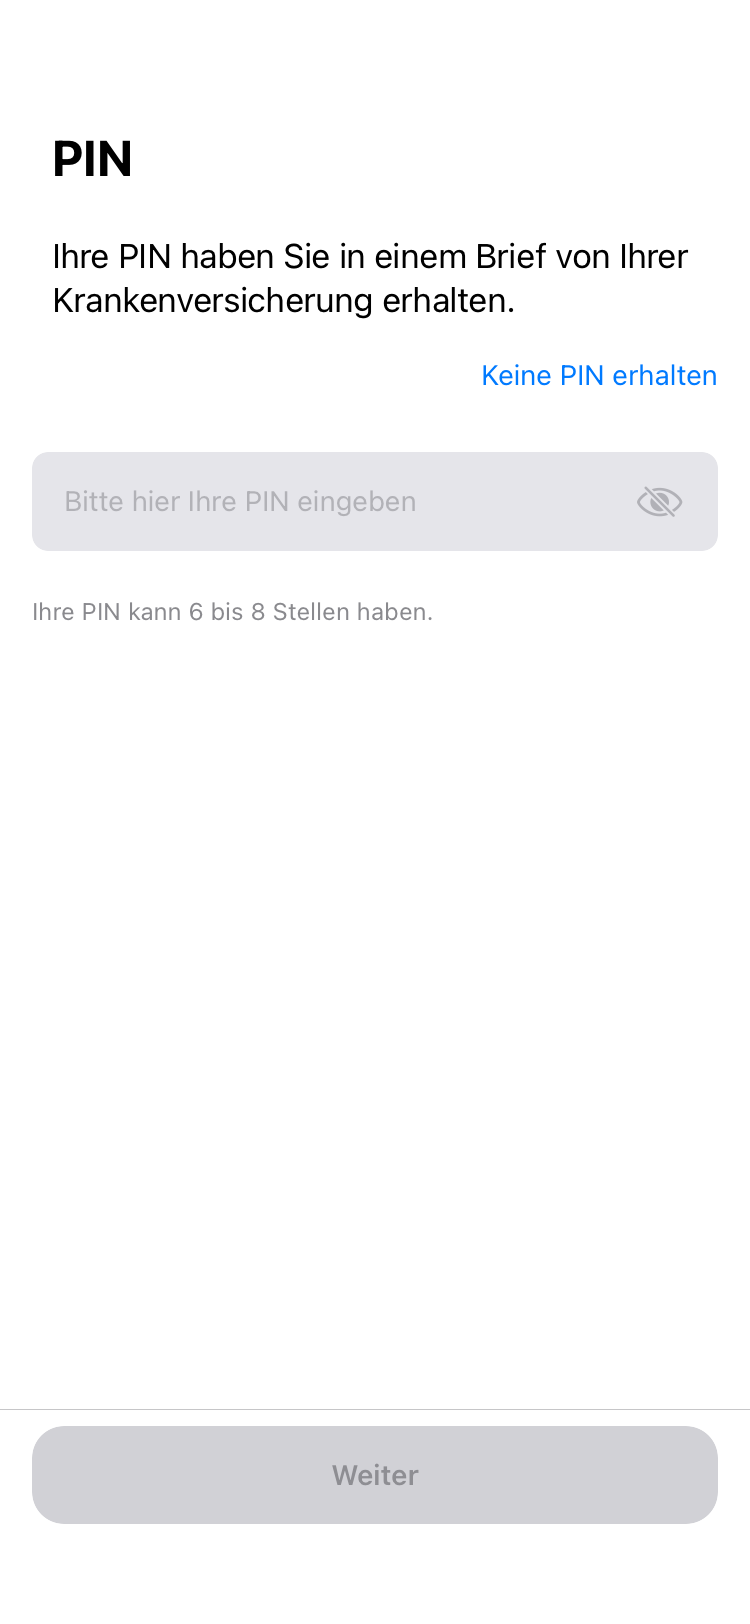 PIN
Ihre PIN haben Sie in einem Brief von Ihrer
Krankenversicherung erhalten.
Keine PIN erhalten
Bitte hier Ihre PIN eingeben
Ihre PIN kann 6 bis 8 Stellen haben.
Weiter